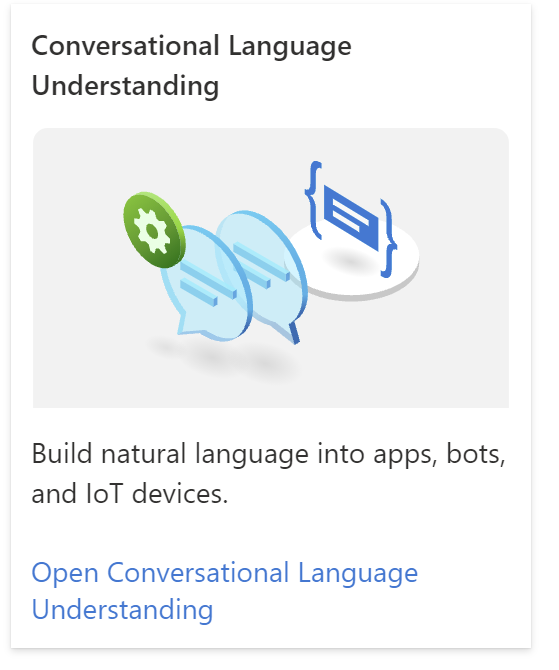 Conversational Language
Understanding
Build natural language into apps, bots,
and IoT devices.
Open Conversational Language
Understanding